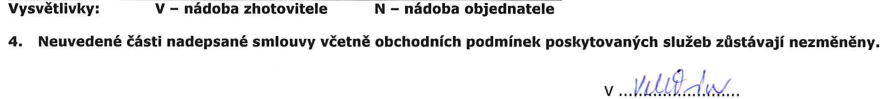 Vysvětlivky: V – nádoba zhotovitele N – nádoba objednatele
4. Neuvedené části nadepsané smlouvy včetně obchodních podmínek poskytovaných služeb zůstávají nezměněny.
V ......................